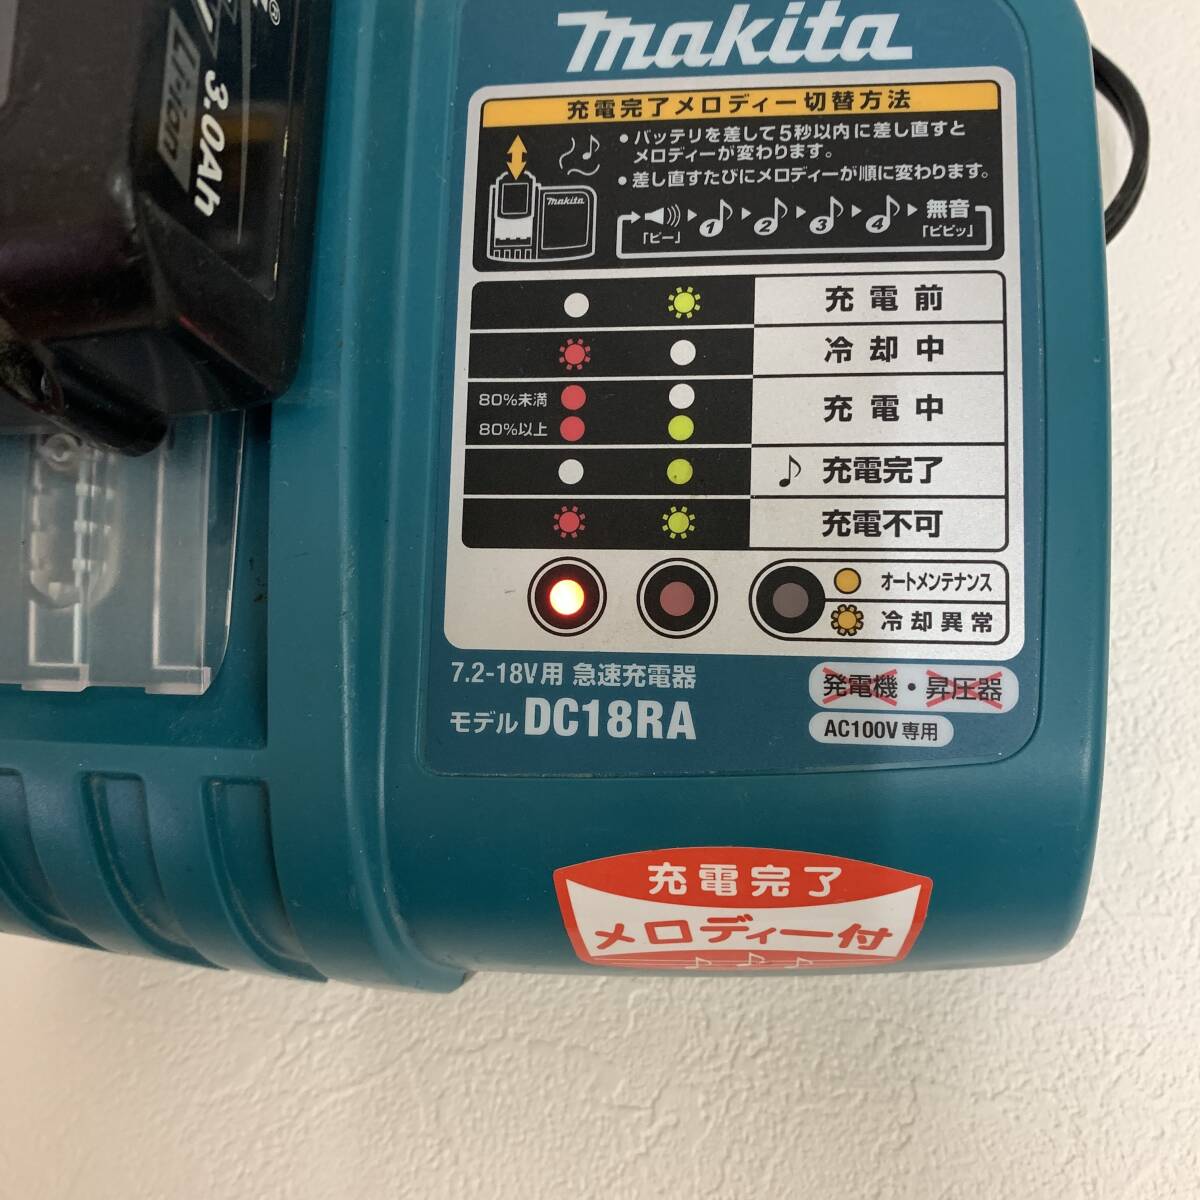 makita
充電完了メロディー切替方法
●バッテリを差して5秒以内に差し直すと
メロディーが変わります。
●差し直すたびにメロディーが順に変わります。
makita
1 2 3 4 無音
「ピー」 「ピピッ」
充電前
冷却中
80%未満
80%以上
充電中
充電完了
充電不可
オートメンテナンス
冷却異常
7.2-18V用 急速充電器
モデル DC18RA
発電機・昇圧器
AC100V専用
充電完了
メロディー付
3.0Ah
Li-ion